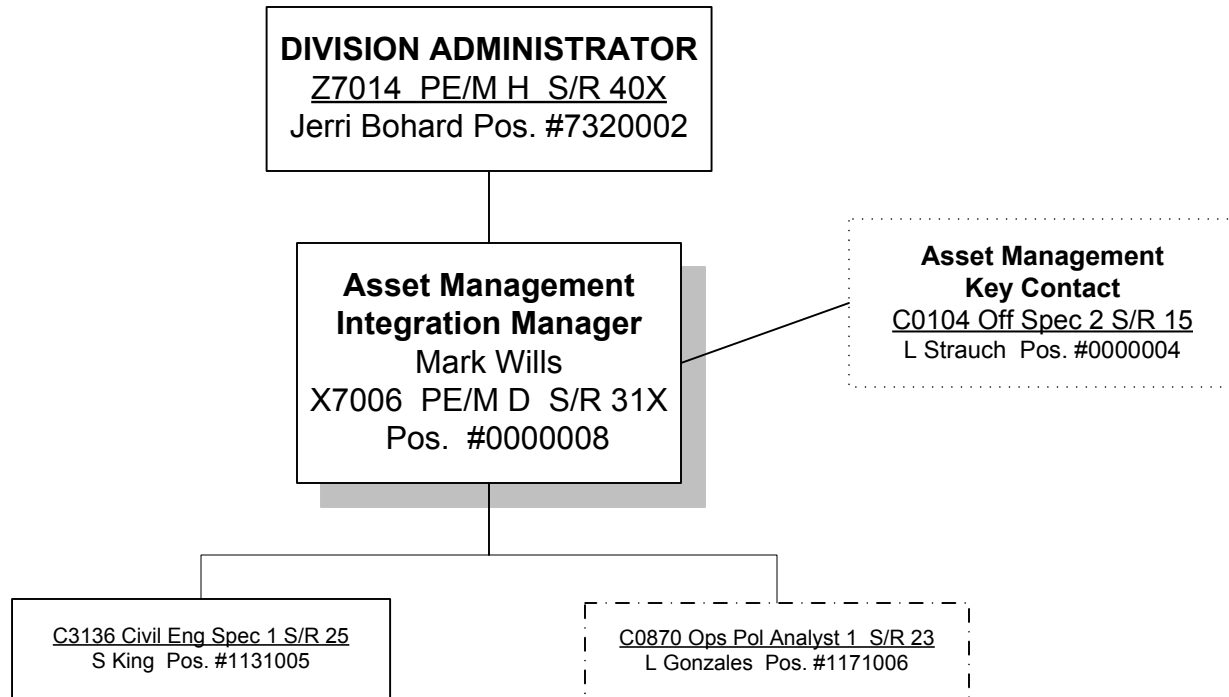 DIVISION ADMINISTRATOR
Z7014 PE/M H S/R 40X
Jerri Bohard Pos. #7320002
Asset Management
Integration Manager
Mark Wills
X7006 PE/M D S/R 31X
Pos. #0000008
Asset Management
Key Contact
C0104 Off Spec 2 S/R 15
L Strauch Pos. #0000004
C3136 Civil Eng Spec 1 S/R 25
S King Pos. #1131005
C0870 Ops Pol Analyst 1 S/R 23
L Gonzales Pos. #1171006